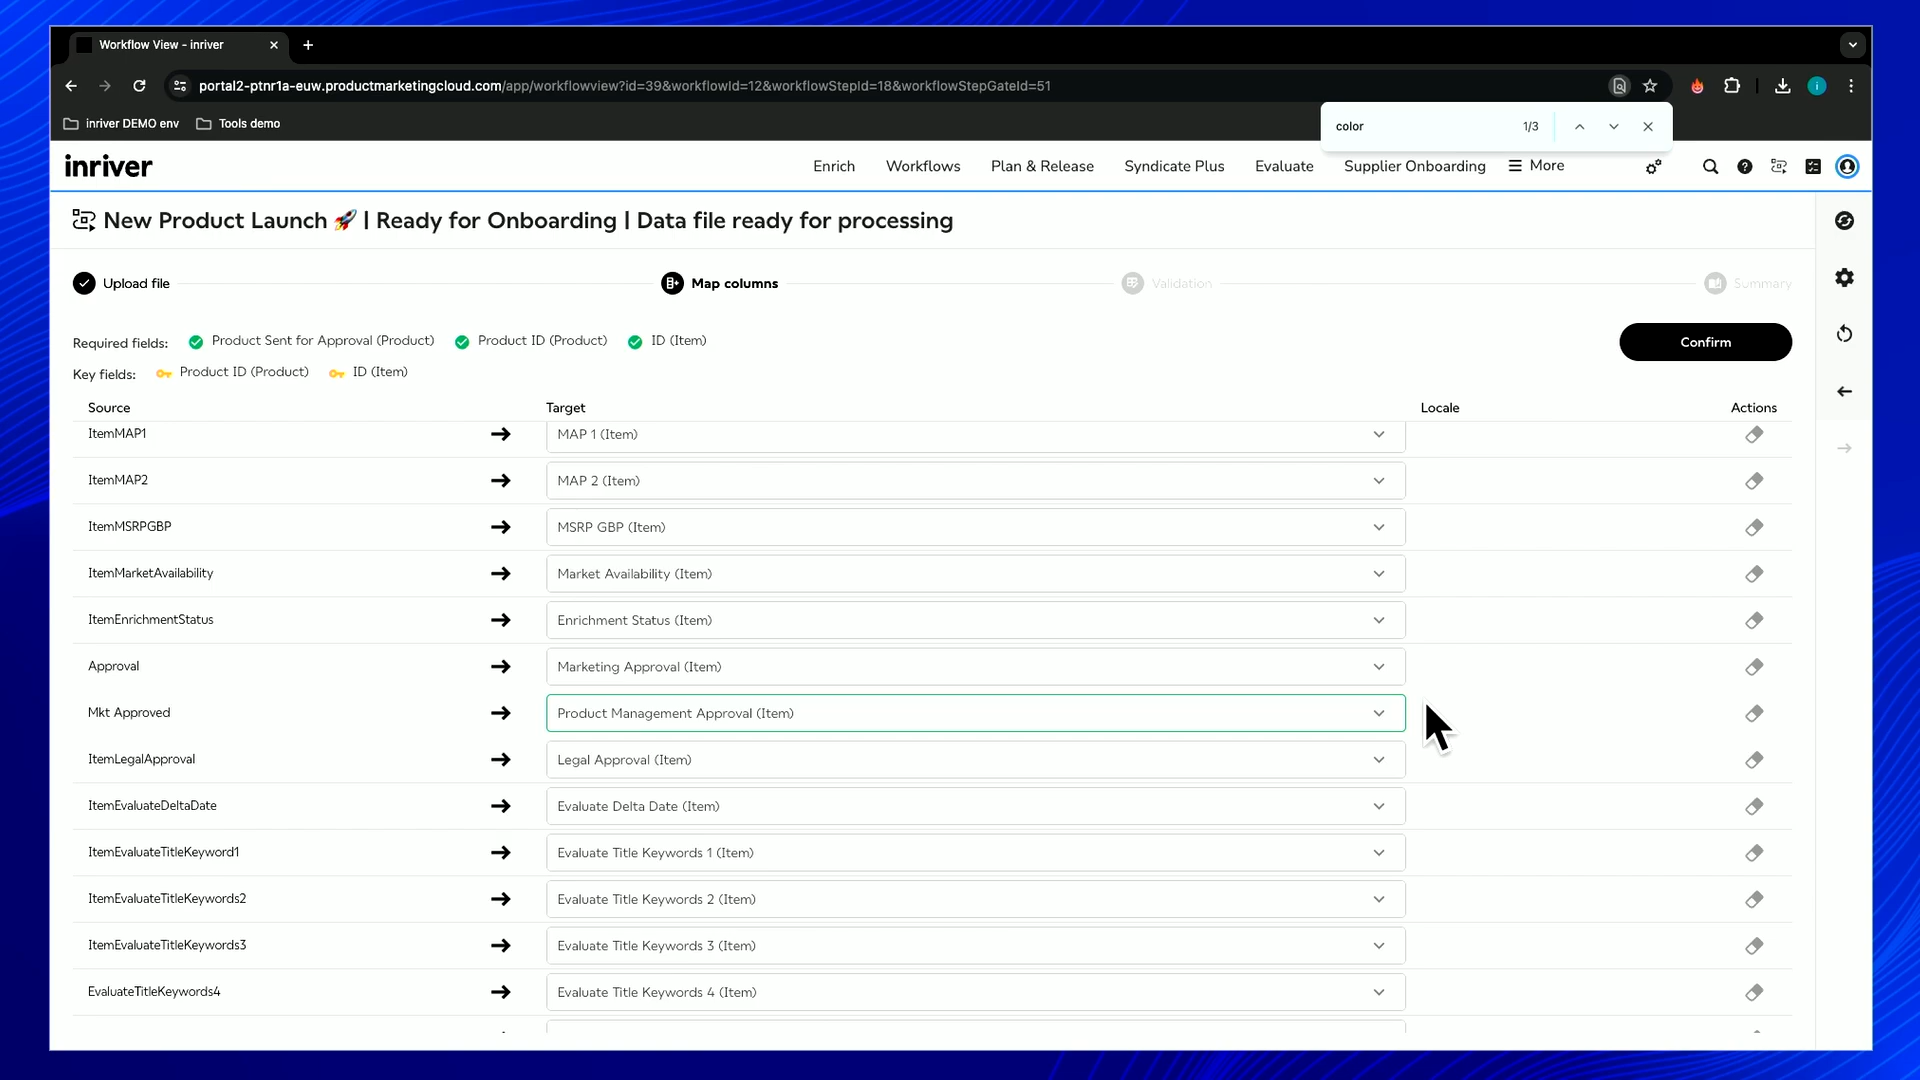 Workflow View - inriver
portal2-ptnr1a-euw.productmarketingcloud.com/app/workflowview?id=39&workflowId=12&workflowStepId=18&workflowStepGateId=51
i
inriver DEMO env
Tools demo
color
1/3
inriver
Enrich
Workflows
Plan & Release
Syndicate Plus
Evaluate
Supplier Onboarding
More
New Product Launch 🚀 | Ready for Onboarding | Data file ready for processing
Upload file
Map columns
Validation
Summary
Required fields: Product Sent for Approval (Product) Product ID (Product) ID (Item)
Confirm
Key fields: Product ID (Product) ID (Item)
Source Target Locale Actions
ItemMAP1 MAP 1 (Item)
ItemMAP2 MAP 2 (Item)
ItemMSRPGBP MSRP GBP (Item)
ItemMarketAvailability Market Availability (Item)
ItemEnrichmentStatus Enrichment Status (Item)
Approval Marketing Approval (Item)
Mkt Approved Product Management Approval (Item)
ItemLegalApproval Legal Approval (Item)
ItemEvaluateDeltaDate Evaluate Delta Date (Item)
ItemEvaluateTitleKeyword1 Evaluate Title Keywords 1 (Item)
ItemEvaluateTitleKeywords2 Evaluate Title Keywords 2 (Item)
ItemEvaluateTitleKeywords3 Evaluate Title Keywords 3 (Item)
EvaluateTitleKeywords4 Evaluate Title Keywords 4 (Item)